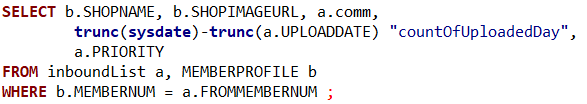 SELECT b.SHOPNAME, b.SHOPIMAGEURL, a.comm,
trunc(sysdate)-trunc(a.UPLOADDATE) "countOfUploadedDay",
a.PRIORITY
FROM inboundList a, MEMBERPROFILE b
WHERE b.MEMBERNUM = a.FROMMEMBERNUM ;